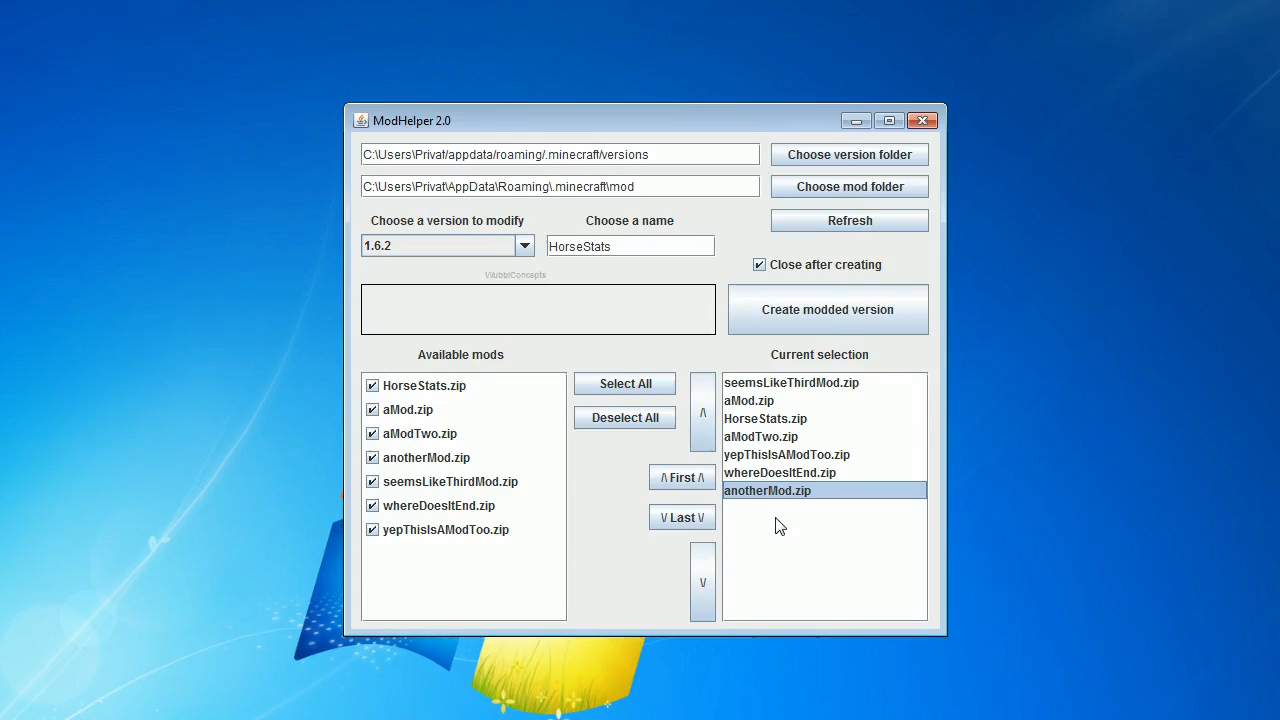 ModHelper 2.0
C:\Users\Privat/appdata/roaming/.minecraft/versions
Choose version folder
C:\Users\Privat\AppData\Roaming\.minecraft\mod
Choose mod folder
Choose a version to modify
Choose a name
Refresh
1.6.2
HorseStats
Close after creating
Create modded version
Available mods
Current selection
HorseStats.zip
aMod.zip
aModTwo.zip
anotherMod.zip
seemsLikeThirdMod.zip
whereDoesItEnd.zip
yepThisIsAModToo.zip
Select All
Deselect All
/\
/\ First /\
\/ Last \/
\/
seemsLikeThirdMod.zip
aMod.zip
HorseStats.zip
aModTwo.zip
yepThisIsAModToo.zip
whereDoesItEnd.zip
anotherMod.zip